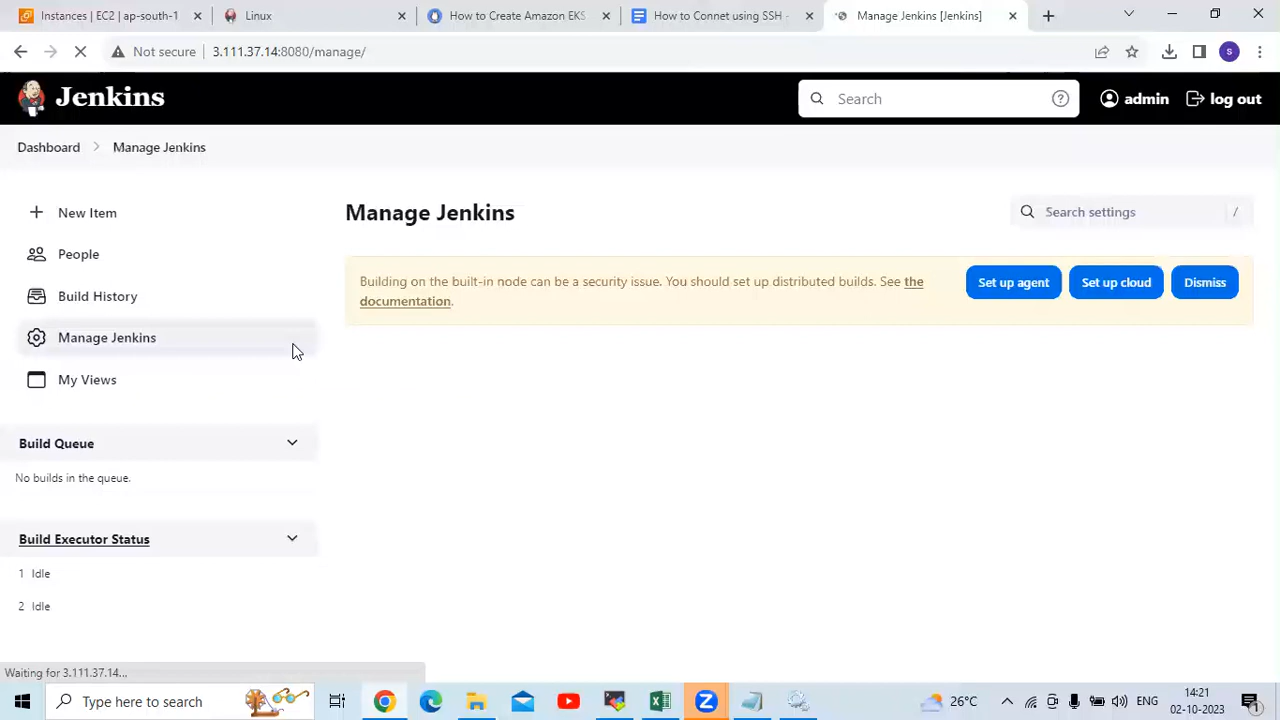 Instances | EC2 | ap-south-1
Linux
How to Create Amazon EKS
How to Connet using SSH -
Manage Jenkins [Jenkins]
Not secure
3.111.37.14:8080/manage/
S
Jenkins
Search
admin
log out
Dashboard
Manage Jenkins
New Item
Manage Jenkins
Search settings
/
People
Building on the built-in node can be a security issue. You should set up distributed builds. See the
documentation.
Set up agent
Set up cloud
Dismiss
Build History
Manage Jenkins
My Views
Build Queue
No builds in the queue.
Build Executor Status
1 Idle
2 Idle
Waiting for 3.111.37.14...
Type here to search
26°C
ENG
14:21
02-10-2023
1